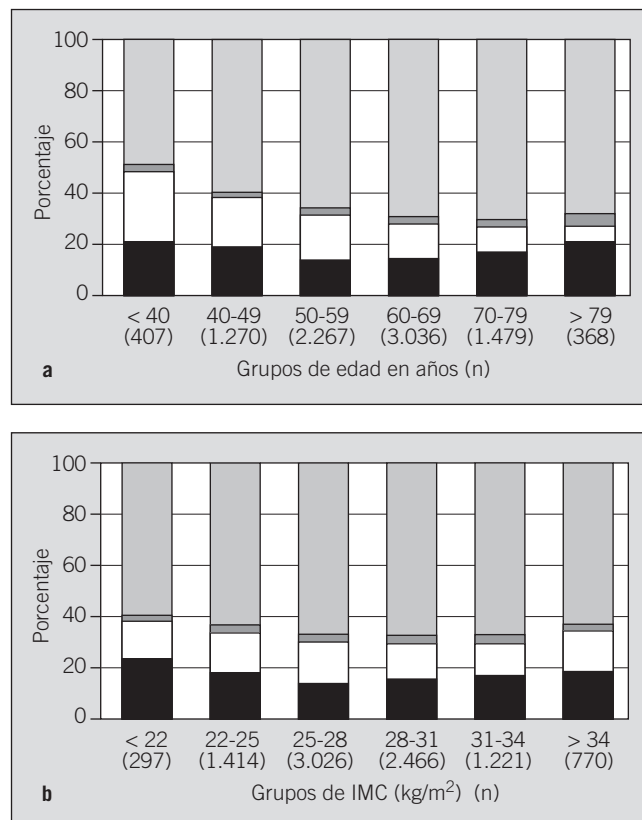 100
80
60
40
20
0
Porcentaje
< 40 40-49 50-59 60-69 70-79 > 79
(407) (1.270) (2.267) (3.036) (1.479) (368)
a Grupos de edad en años (n)
100
80
60
40
20
0
Porcentaje
< 22 22-25 25-28 28-31 31-34 > 34
(297) (1.414) (3.026) (2.466) (1.221) (770)
b Grupos de IMC (kg/m²) (n)